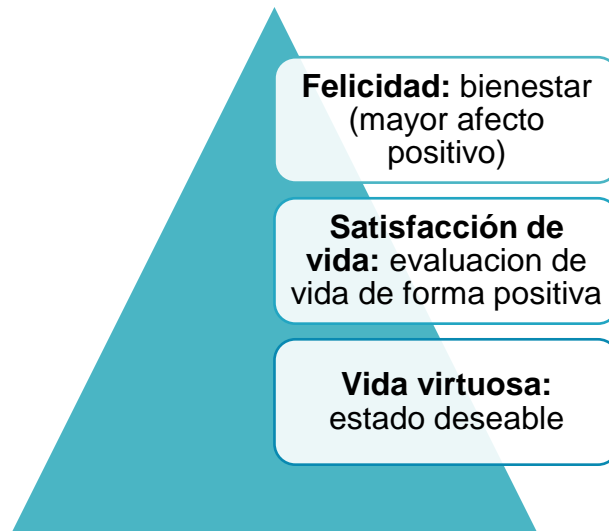 Felicidad: bienestar
(mayor afecto
positivo)
Satisfacción de
vida: evaluacion de
vida de forma positiva
Vida virtuosa:
estado deseable